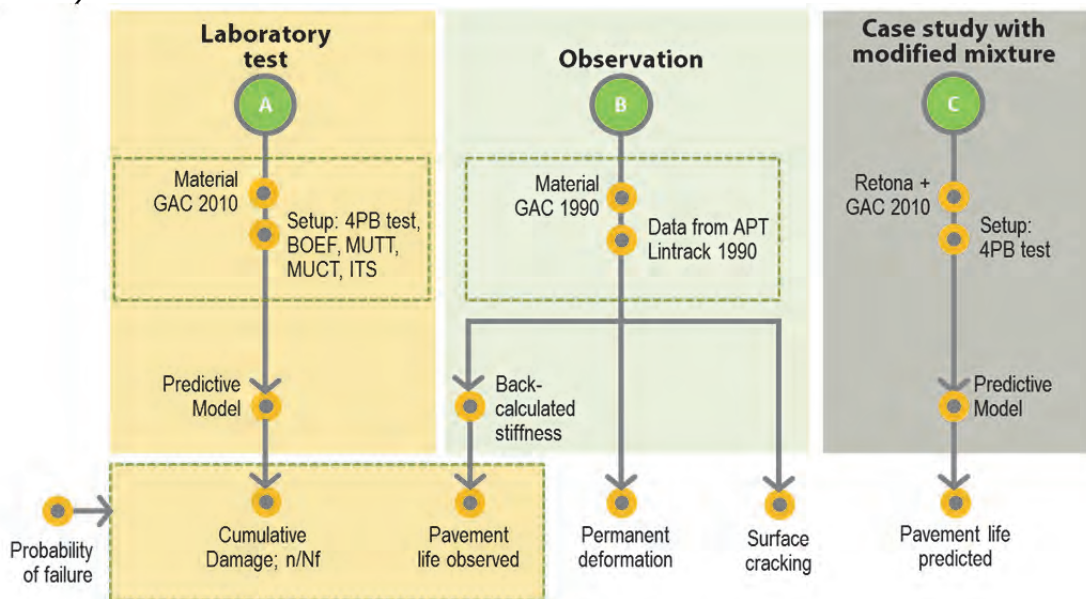 Laboratory
test
A
Material
GAC 2010
Setup: 4PB test,
BOEF, MUTT,
MUCT, ITS
Predictive
Model
Cumulative
Damage; n/Nf
Probability
of failure
Observation
B
Material
GAC 1990
Data from APT
Lintrack 1990
Back-
calculated
stiffness
Pavement
life observed
Permanent
deformation
Surface
cracking
Case study with
modified mixture
C
Retona +
GAC 2010
Setup:
4PB test
Predictive
Model
Pavement life
predicted